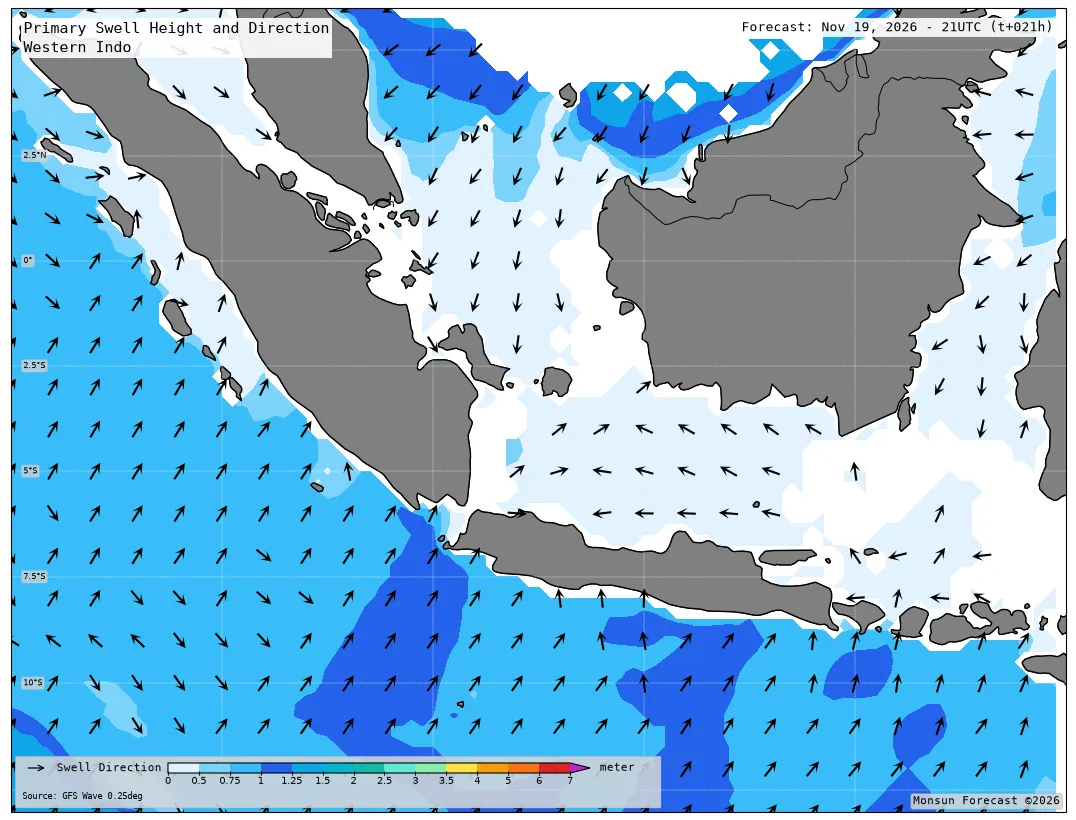 Primary Swell Height and Direction
Western Indo
Forecast: Nov 19, 2026 - 21UTC (t+021h)
2.5°N
0°
2.5°S
5°S
7.5°S
10°S
Swell Direction
meter
0 0.5 0.75 1 1.25 1.5 2 2.5 3 3.5 4 5 6 7
Source: GFS Wave 0.25deg
Monsun Forecast ©2026